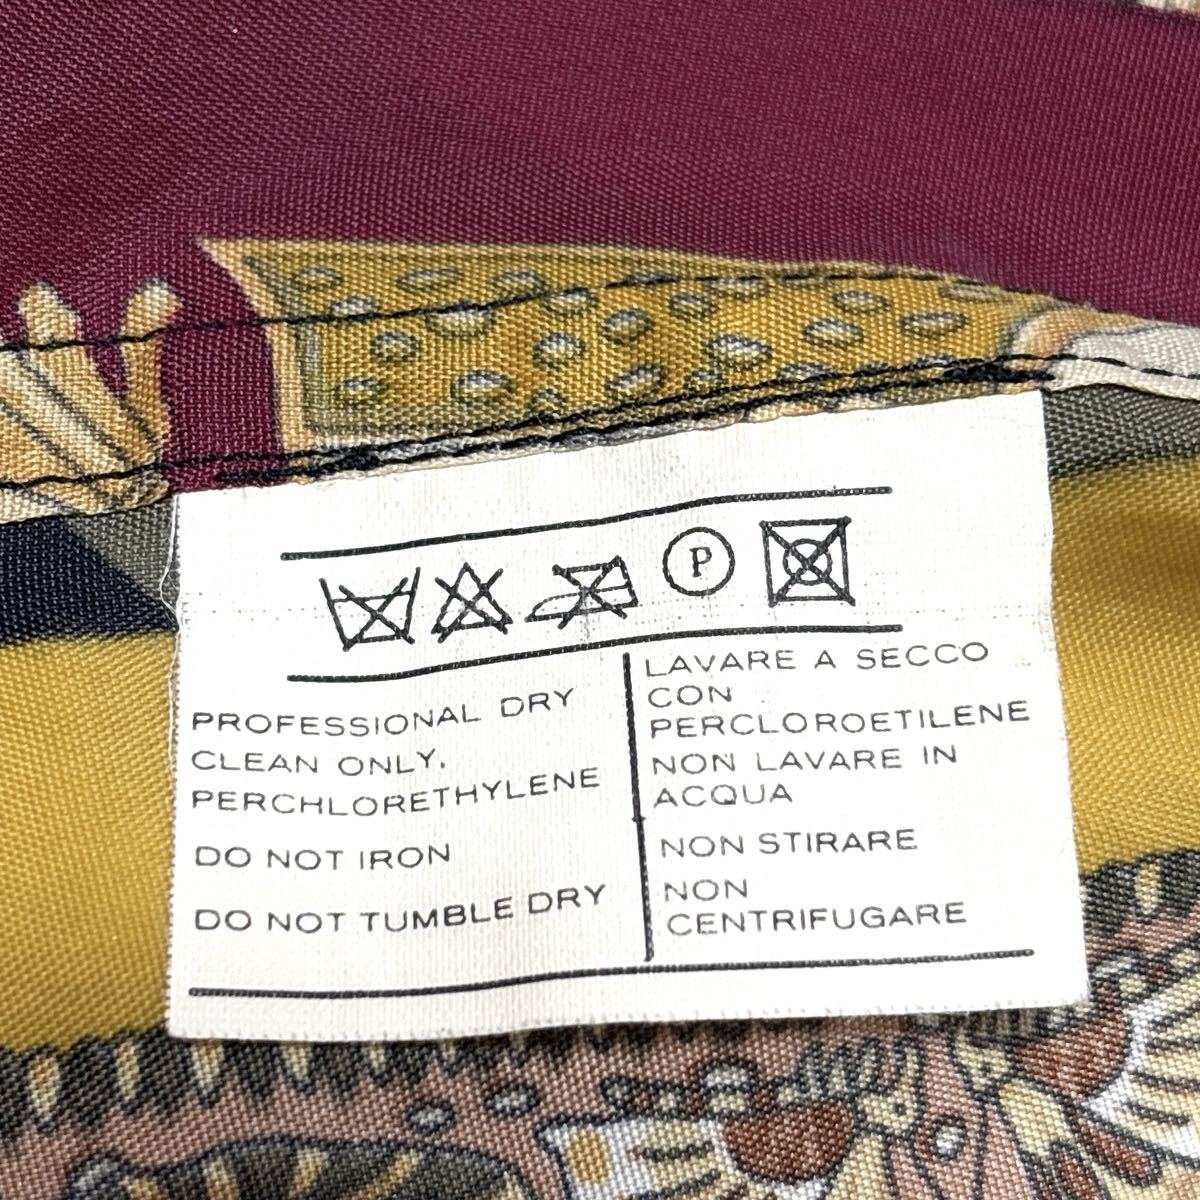 P
PROFESSIONAL DRY
CLEAN ONLY.
PERCHLORETHYLENE
DO NOT IRON
DO NOT TUMBLE DRY
LAVARE A SECCO
CON
PERCLOROETILENE
NON LAVARE IN
ACQUA
NON STIRARE
NON
CENTRIFUGARE